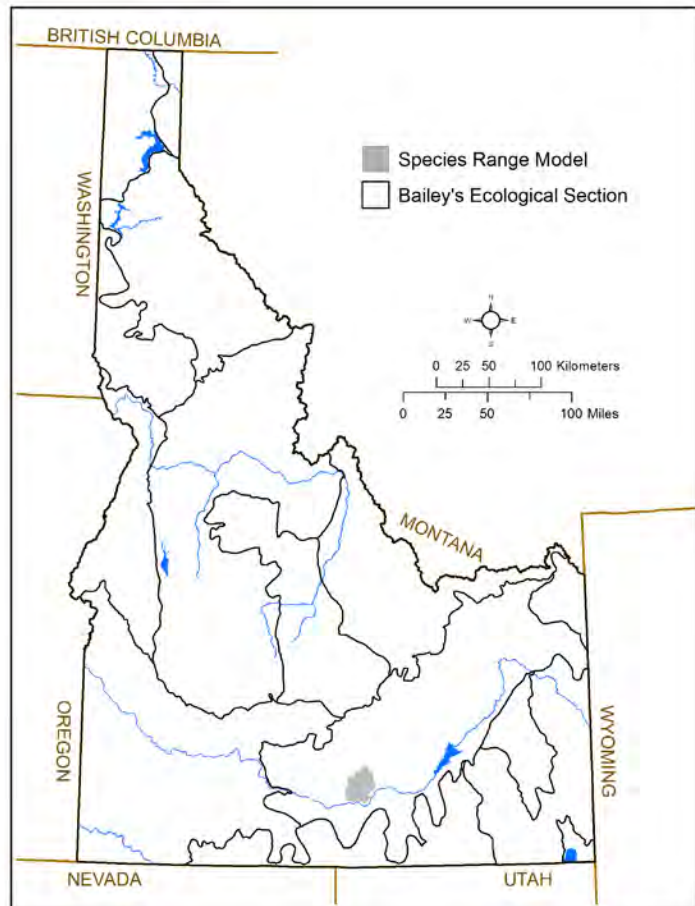 BRITISH COLUMBIA
WASHINGTON
Species Range Model
Bailey's Ecological Section
N
W E
S
0 25 50 100 Kilometers
0 25 50 100 Miles
MONTANA
OREGON
WYOMING
NEVADA
UTAH